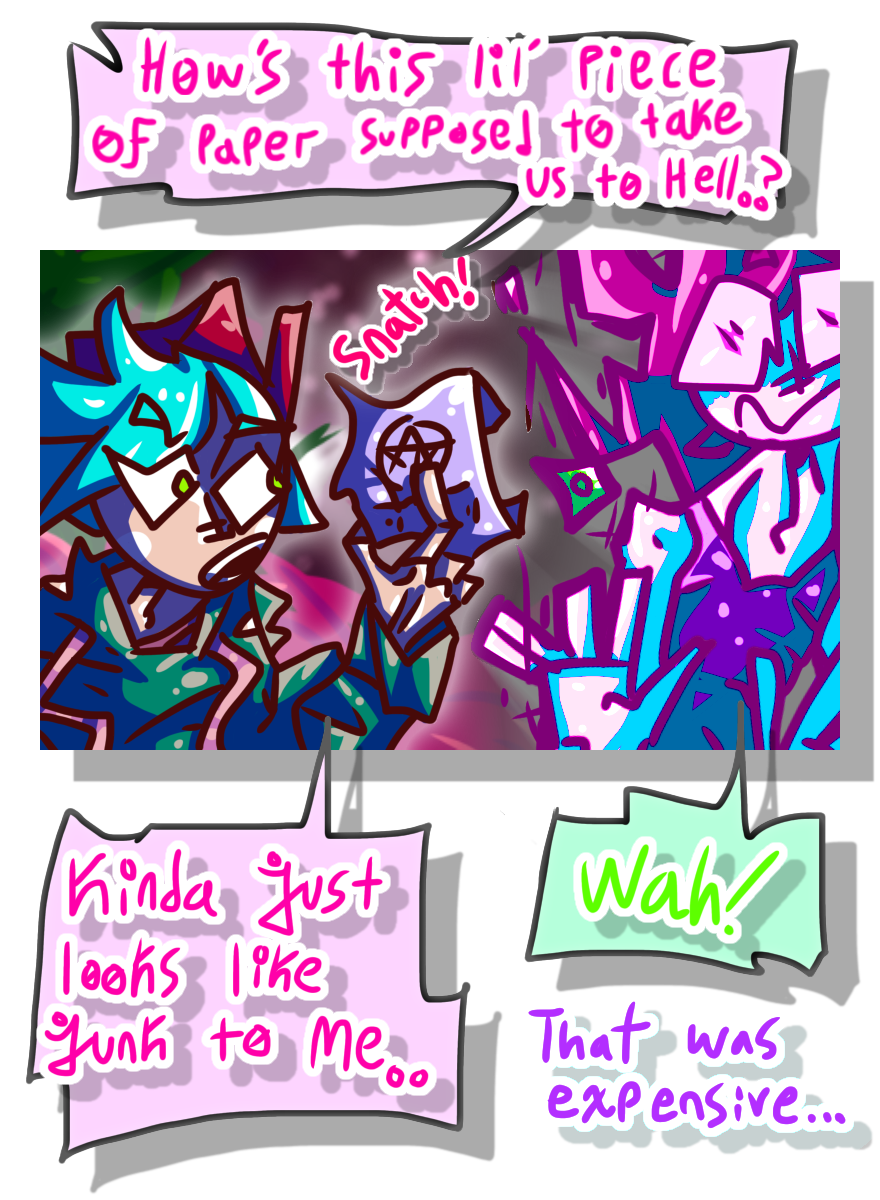 How's this lil' Piece
of Paper supposed to take
us to Hell..?
Snatch!
Kinda just
looks like
junk to Me..
Wah!
That was
expensive...